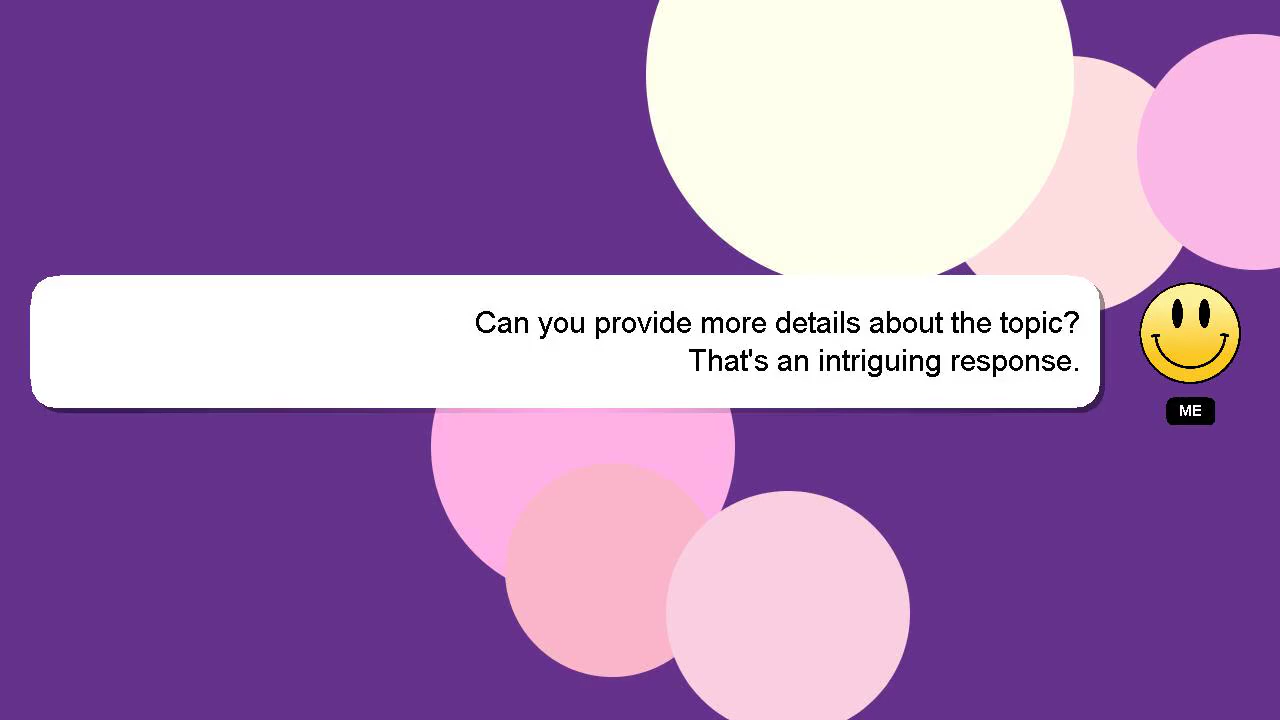 Can you provide more details about the topic?
That's an intriguing response.
ME